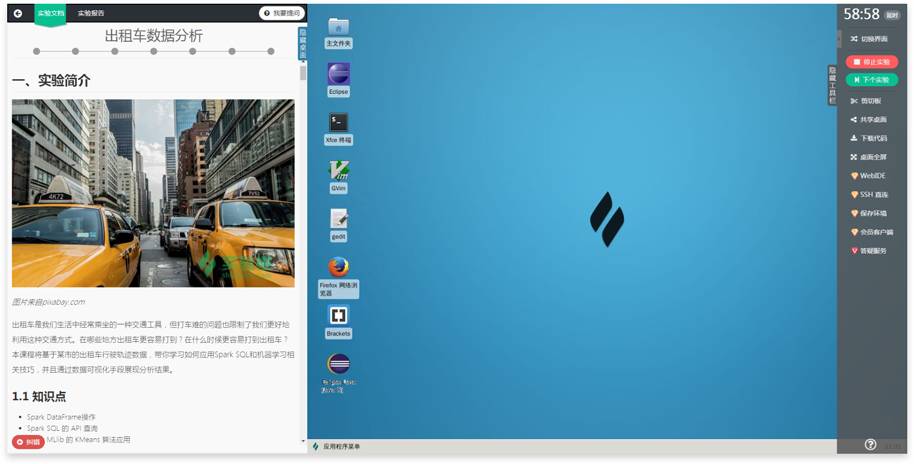 实验文档
实验报告
我要提问
出租车数据分析
隐藏桌面
一、实验简介
4K72
图片来自pixabay.com
出租车是我们生活中经常乘坐的一种交通工具，但打车难的问题也限制了我们更好地
利用这种交通方式。在哪些地方出租车更容易打到？在什么时候更容易打到出租车？
本课程将基于某市的出租车行驶轨迹数据，带你学习如何应用Spark SQL和机器学习相
关技巧，并且通过数据可视化手段展现分析结果。
1.1 知识点
Spark DataFrame操作
Spark SQL 的 API 查询
MLlib 的 KMeans 算法应用
纠错
主文件夹
Eclipse
Xfce 终端
GVim
gedit
Firefox 网络浏
览器
Brackets
应用程序菜单
隐藏工具栏
58:58
延时
切换界面
停止实验
下个实验
剪切板
共享桌面
下载代码
桌面全屏
WebIDE
SSH 直连
保存环境
会员客户端
答疑服务